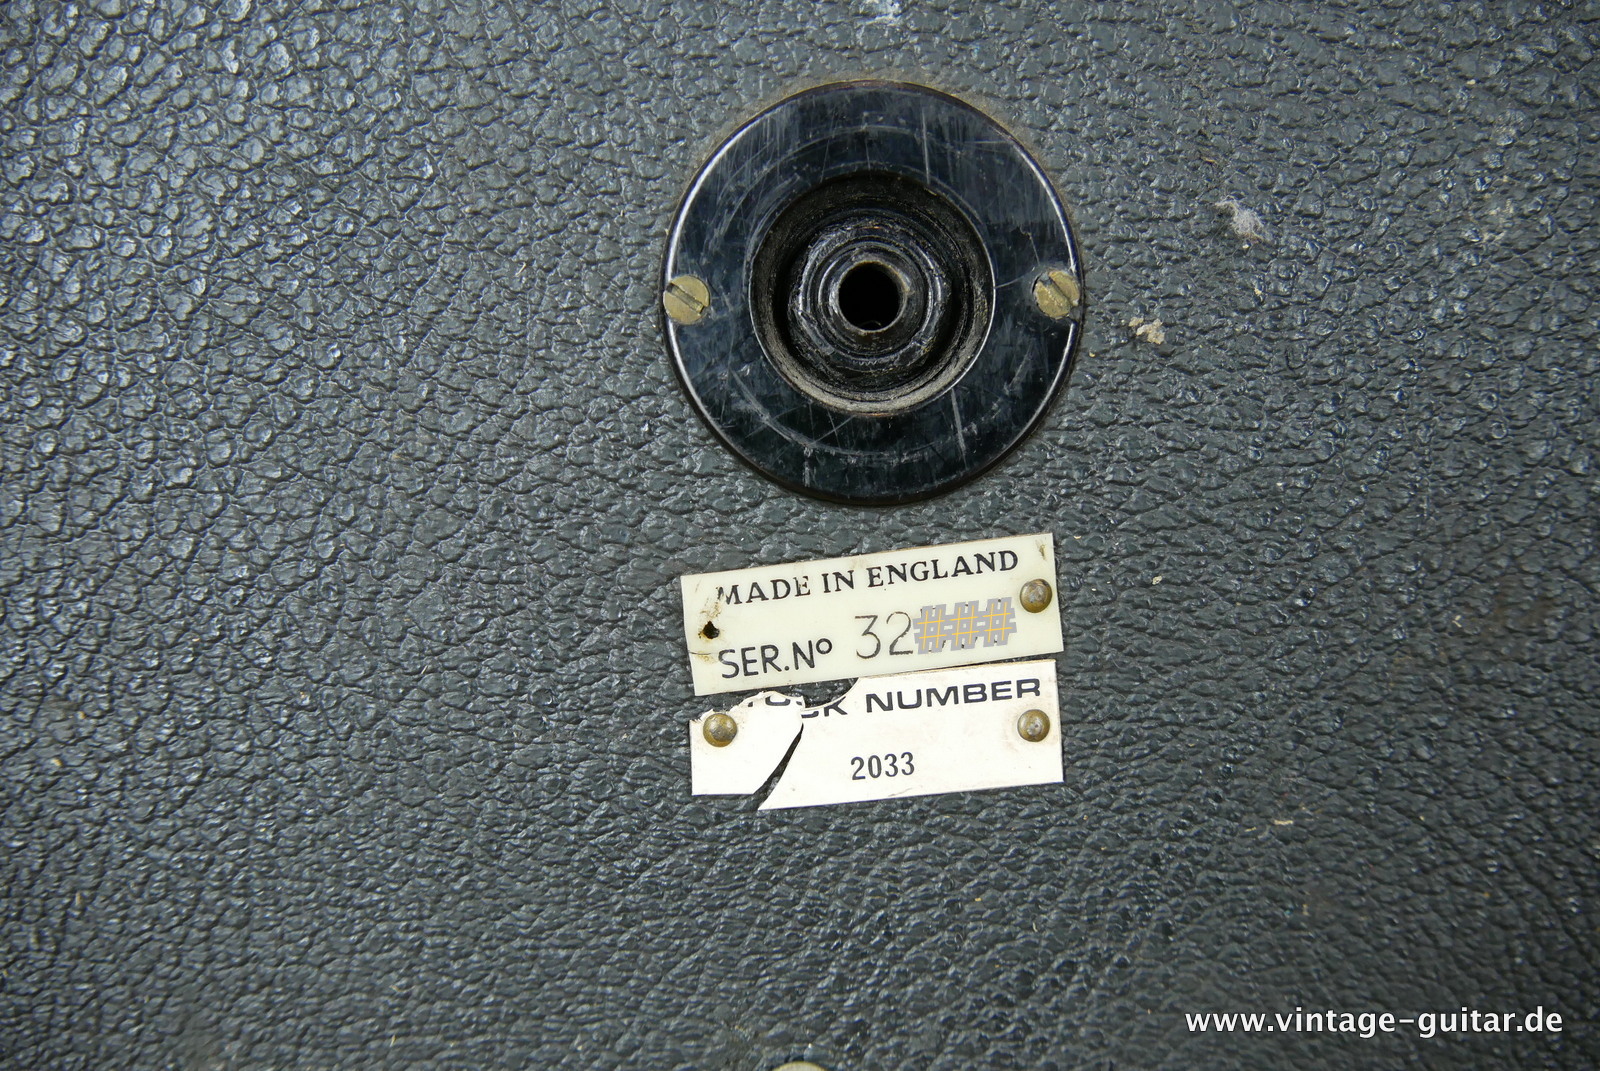 MADE IN ENGLAND
SER.Nº 32###
NUMBER
2033
www.vintage-guitar.de